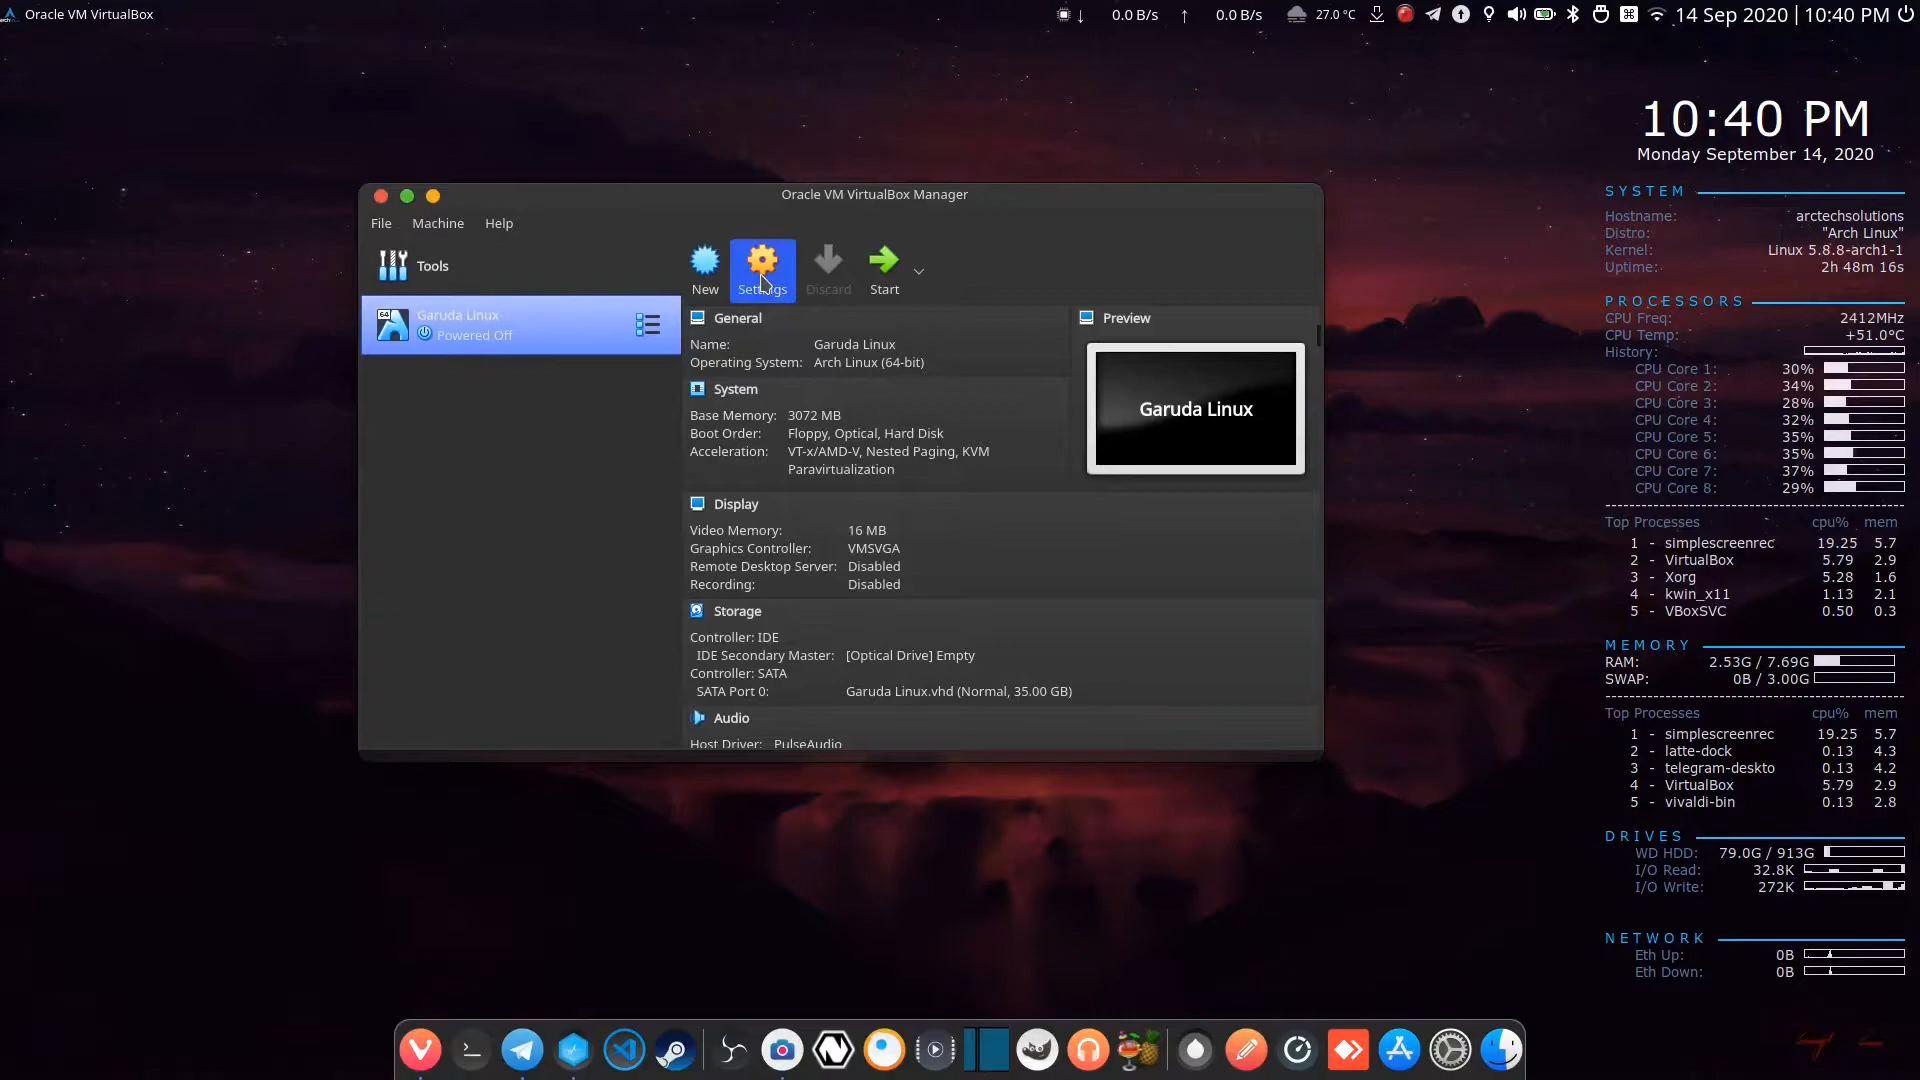 Oracle VM VirtualBox
↓ 0.0 B/s ↑ 0.0 B/s 27.0 °C 14 Sep 2020 | 10:40 PM
10:40 PM
Monday September 14, 2020
Oracle VM VirtualBox Manager
File Machine Help
Tools
New Settings Discard Start
64
Garuda Linux
Powered Off
General
Name: Garuda Linux
Operating System: Arch Linux (64-bit)
System
Base Memory: 3072 MB
Boot Order: Floppy, Optical, Hard Disk
Acceleration: VT-x/AMD-V, Nested Paging, KVM
Paravirtualization
Preview
Garuda Linux
Display
Video Memory: 16 MB
Graphics Controller: VMSVGA
Remote Desktop Server: Disabled
Recording: Disabled
Storage
Controller: IDE
IDE Secondary Master: [Optical Drive] Empty
Controller: SATA
SATA Port 0: Garuda Linux.vhd (Normal, 35.00 GB)
Audio
Host Driver: PulseAudio
SYSTEM
Hostname: arctechsolutions
Distro: "Arch Linux"
Kernel: Linux 5.8.8-arch1-1
Uptime: 2h 48m 16s
PROCESSORS
CPU Freq: 2412MHz
CPU Temp: +51.0°C
History:
CPU Core 1: 30%
CPU Core 2: 34%
CPU Core 3: 28%
CPU Core 4: 32%
CPU Core 5: 35%
CPU Core 6: 35%
CPU Core 7: 37%
CPU Core 8: 29%
Top Processes cpu% mem
1 - simplescreenrec 19.25 5.7
2 - VirtualBox 5.79 2.9
3 - Xorg 5.28 1.6
4 - kwin_x11 1.13 2.1
5 - VBoxSVC 0.50 0.3
MEMORY
RAM: 2.53G / 7.69G
SWAP: 0B / 3.00G
Top Processes cpu% mem
1 - simplescreenrec 19.25 5.7
2 - latte-dock 0.13 4.3
3 - telegram-deskto 0.13 4.2
4 - VirtualBox 5.79 2.9
5 - vivaldi-bin 0.13 2.8
DRIVES
WD HDD: 79.0G / 913G
I/O Read: 32.8K
I/O Write: 272K
NETWORK
Eth Up: 0B
Eth Down: 0B